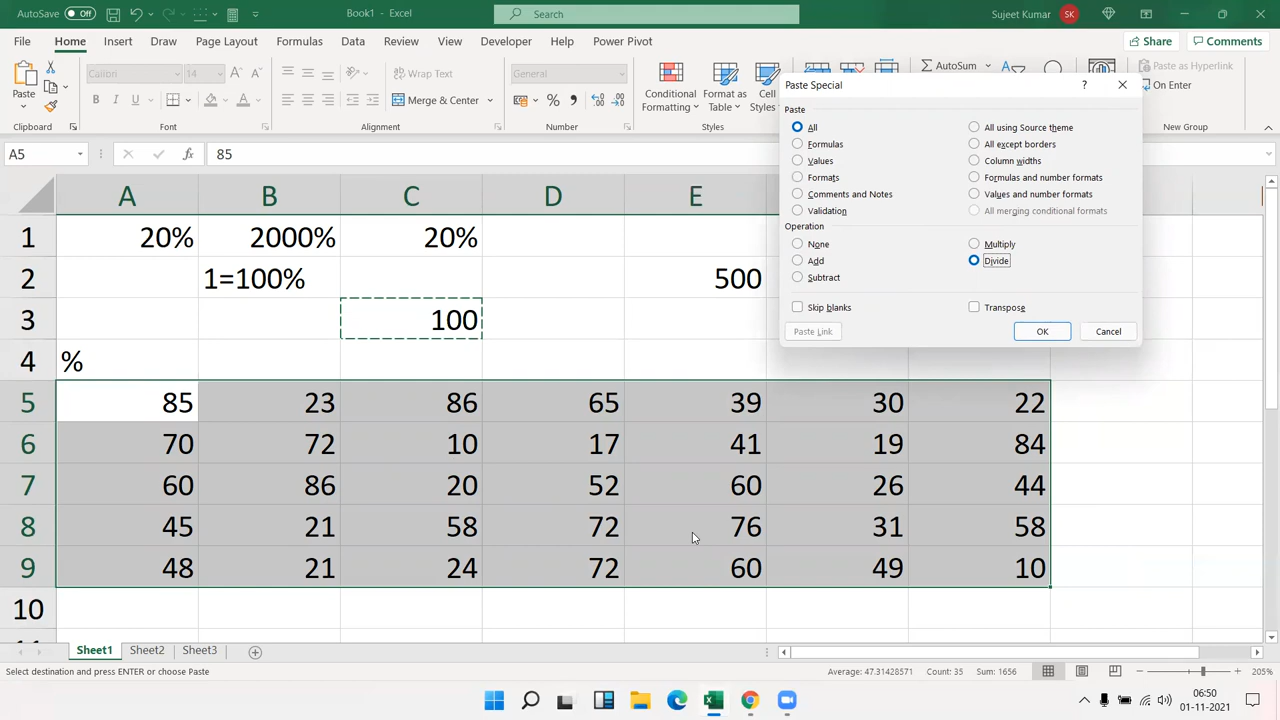 AutoSave Off Book1 - Excel Search Sujeet Kumar SK
File Home Insert Draw Page Layout Formulas Data Review View Developer Help Power Pivot Share Comments
Paste Calibri Wrap Text General Conditional Formatting Format as Table Cell Styles AutoSum Paste as Hyperlink
B I U Merge & Center On Enter
Clipboard Font Alignment Number Styles New Group
A5 fx 85
Paste Special ?
Paste
All All using Source theme
Formulas All except borders
Values Column widths
Formats Formulas and number formats
Comments and Notes Values and number formats
Validation All merging conditional formats
Operation
None Multiply
Add Divide
Subtract
Skip blanks Transpose
Paste Link OK Cancel
A B C D E
1 20% 2000% 20%
2 1=100% 500
3 100
4 %
5 85 23 86 65 39 30 22
6 70 72 10 17 41 19 84
7 60 86 20 52 60 26 44
8 45 21 58 72 76 31 58
9 48 21 24 72 60 49 10
10
Sheet1 Sheet2 Sheet3
Select destination and press ENTER or choose Paste Average: 47.31428571 Count: 35 Sum: 1656 205%
06:50
01-11-2021